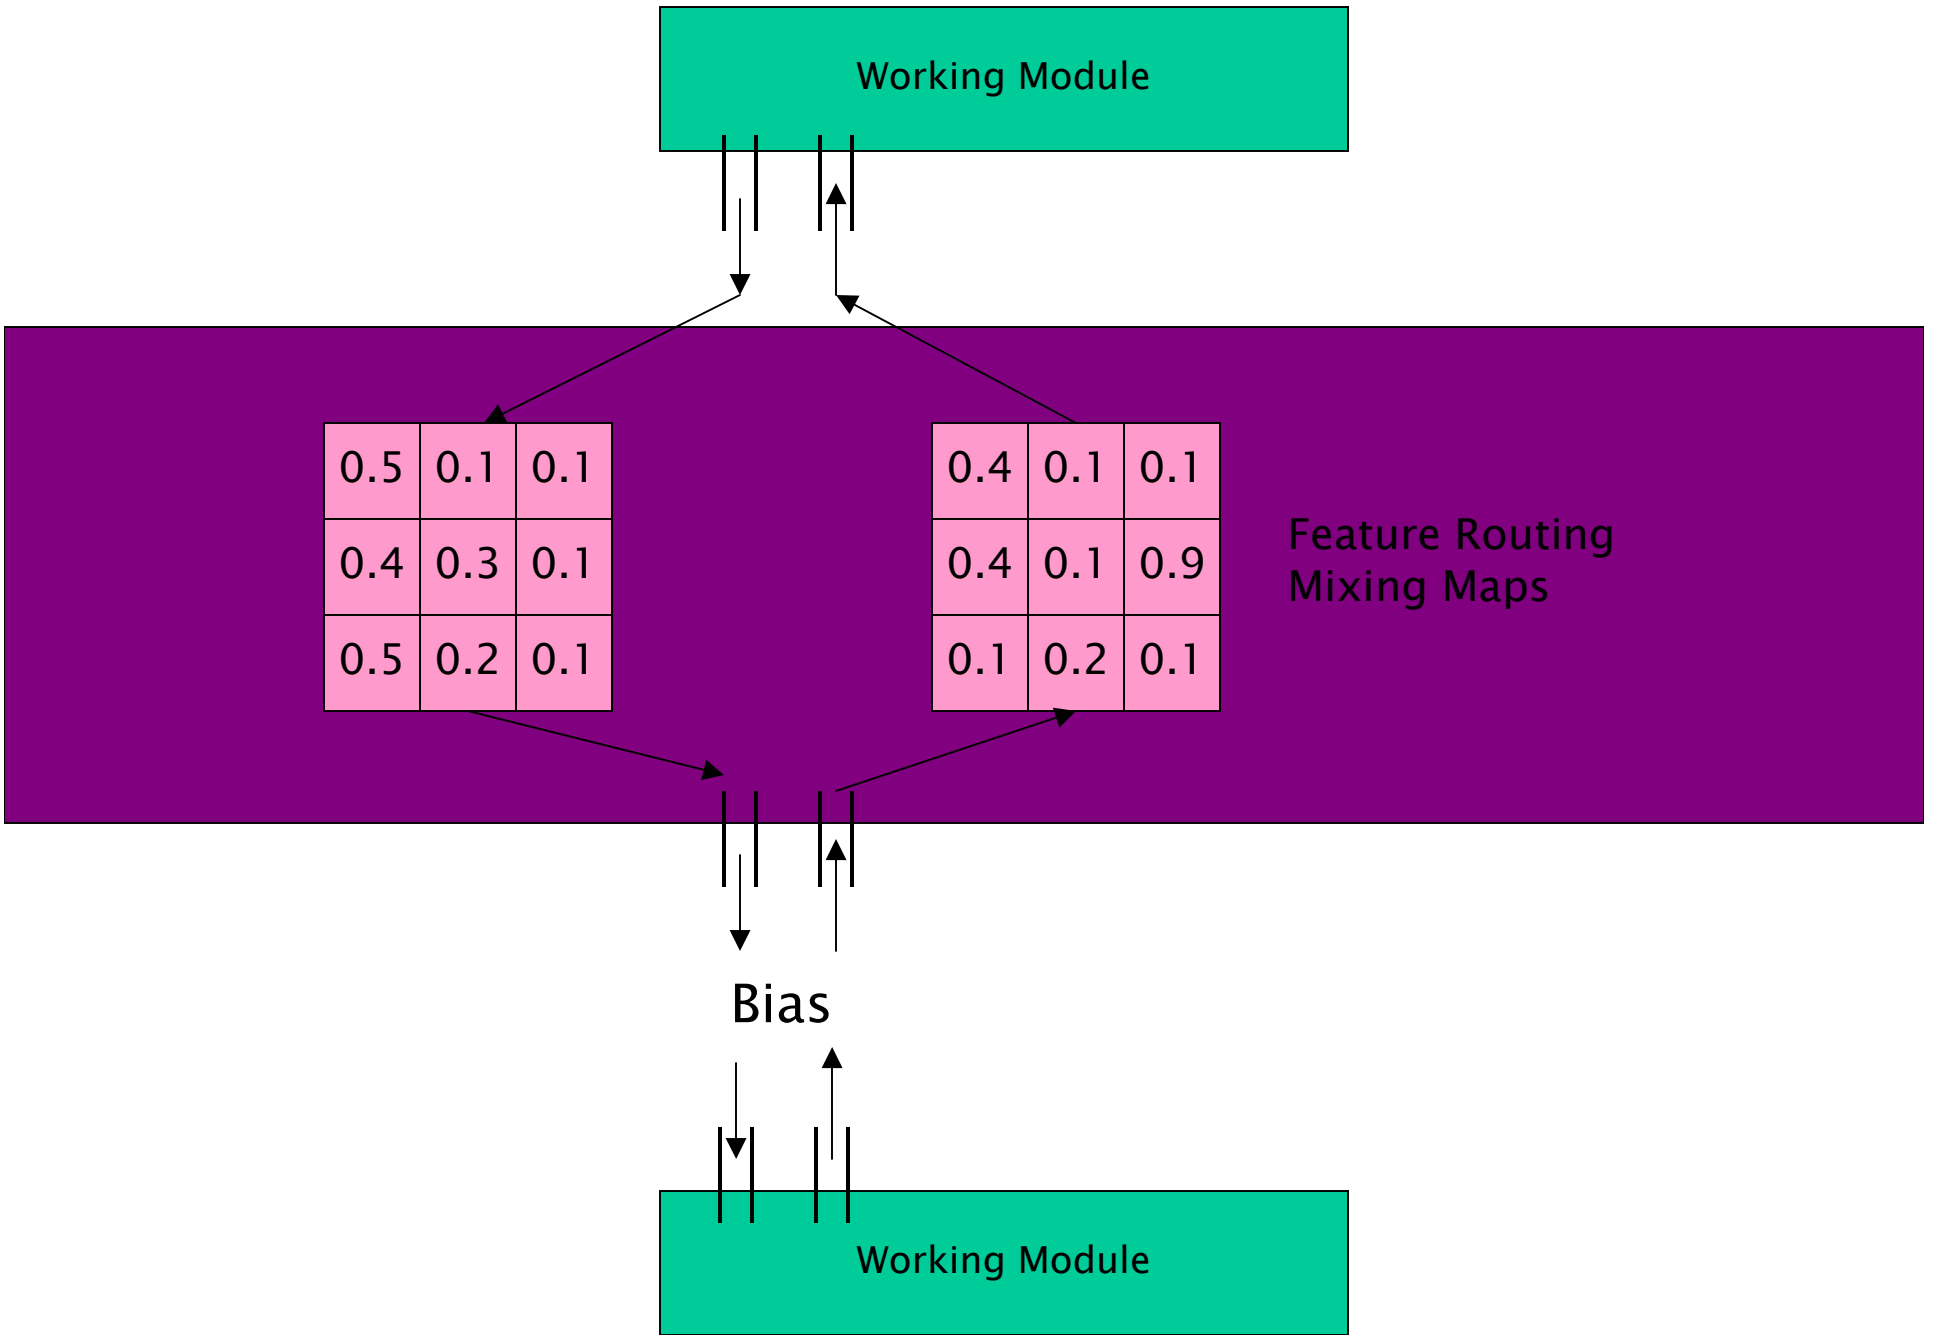 Working Module
0.5 0.1 0.1 0.4 0.1 0.1
0.4 0.3 0.1 0.4 0.1 0.9
0.5 0.2 0.1 0.1 0.2 0.1
Feature Routing
Mixing Maps
Bias
Working Module